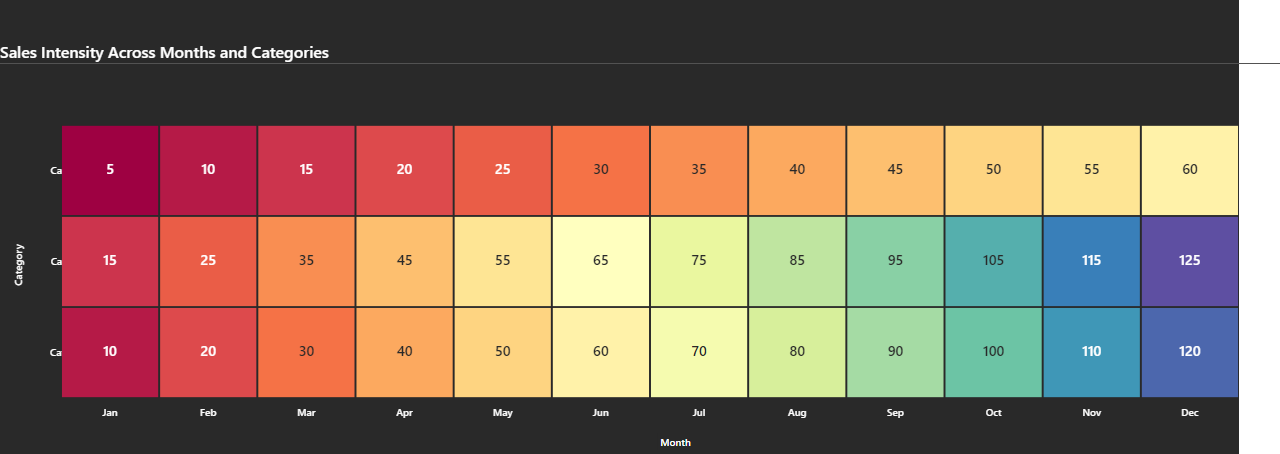 Sales Intensity Across Months and Categories
Ca 5 10 15 20 25 30 35 40 45 50 55 60
Category
Ca 15 25 35 45 55 65 75 85 95 105 115 125
Ca 10 20 30 40 50 60 70 80 90 100 110 120
Jan Feb Mar Apr May Jun Jul Aug Sep Oct Nov Dec
Month